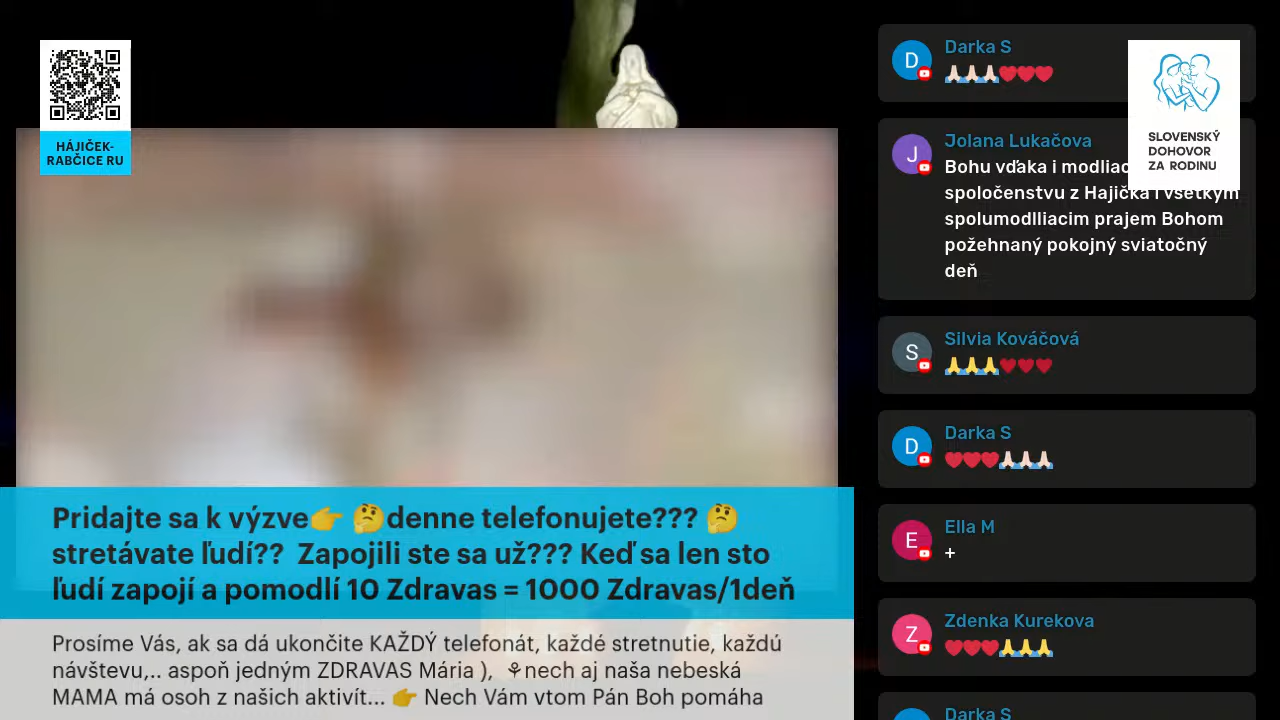 HÁJIČEK-
RABČICE RU
Pridajte sa k výzve👉 🤔denne telefonujete??? 🤔
stretávate ľudí??  Zapojili ste sa už??? Keď sa len sto
ľudí zapojí a pomodlí 10 Zdravas = 1000 Zdravas/1deň
Prosíme Vás, ak sa dá ukončite KAŽDÝ telefonát, každé stretnutie, každú
návštevu,.. aspoň jedným ZDRAVAS Mária ), ⚘nech aj naša nebeská
MAMA má osoh z našich aktivít... 👉 Nech Vám vtom Pán Boh pomáha
D
Darka S
🙏🏻🙏🏻🙏🏻❤️❤️❤️
SLOVENSKÝ
DOHOVOR
ZA RODINU
J
Jolana Lukačova
Bohu vďaka i
spoločenstvu z Hajička i všetkým
spolumodlliacim prajem Bohom
požehnaný pokojný sviatočný
deň
S
Silvia Kováčová
🙏🙏🙏♥️♥️♥️
D
Darka S
❤️❤️❤️🙏🏻🙏🏻🙏🏻
E
Ella M
+
Z
Zdenka Kurekova
❤️❤️❤️🙏🙏🙏
Darka S